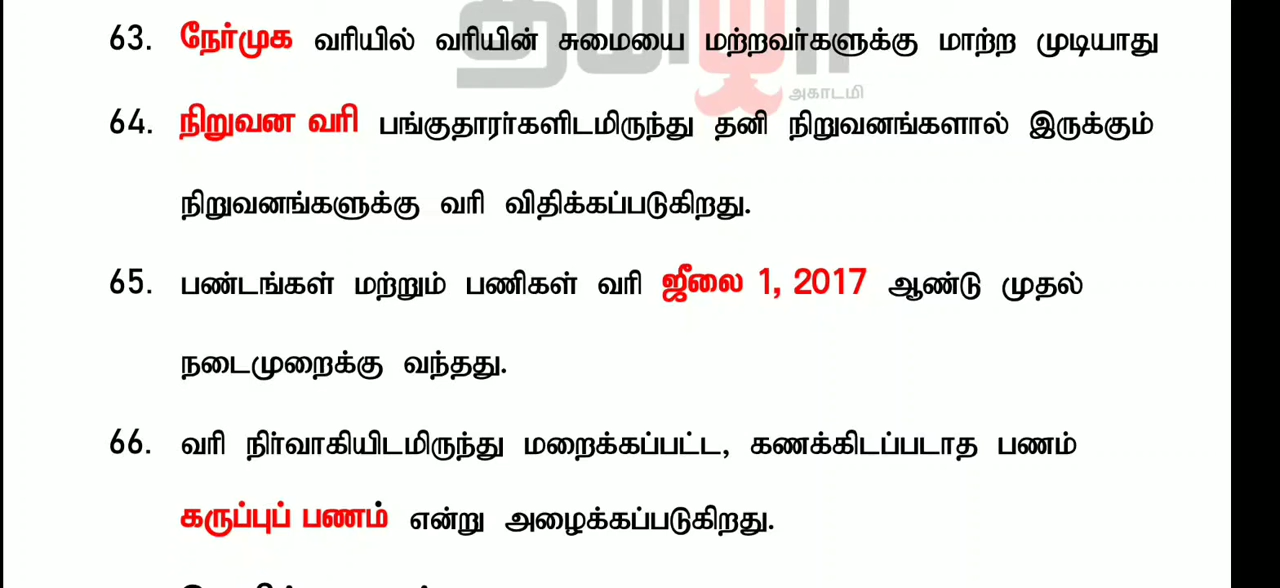 தமிழா
அகாடமி
63. நேர்முக வரியில் வரியின் சுமையை மற்றவர்களுக்கு மாற்ற முடியாது
64. நிறுவன வரி பங்குதாரர்களிடமிருந்து தனி நிறுவனங்களால் இருக்கும்
நிறுவனங்களுக்கு வரி விதிக்கப்படுகிறது.
65. பண்டங்கள் மற்றும் பணிகள் வரி ஜீலை 1, 2017 ஆண்டு முதல்
நடைமுறைக்கு வந்தது.
66. வரி நிர்வாகியிடமிருந்து மறைக்கப்பட்ட, கணக்கிடப்படாத பணம்
கருப்புப் பணம் என்று அழைக்கப்படுகிறது.